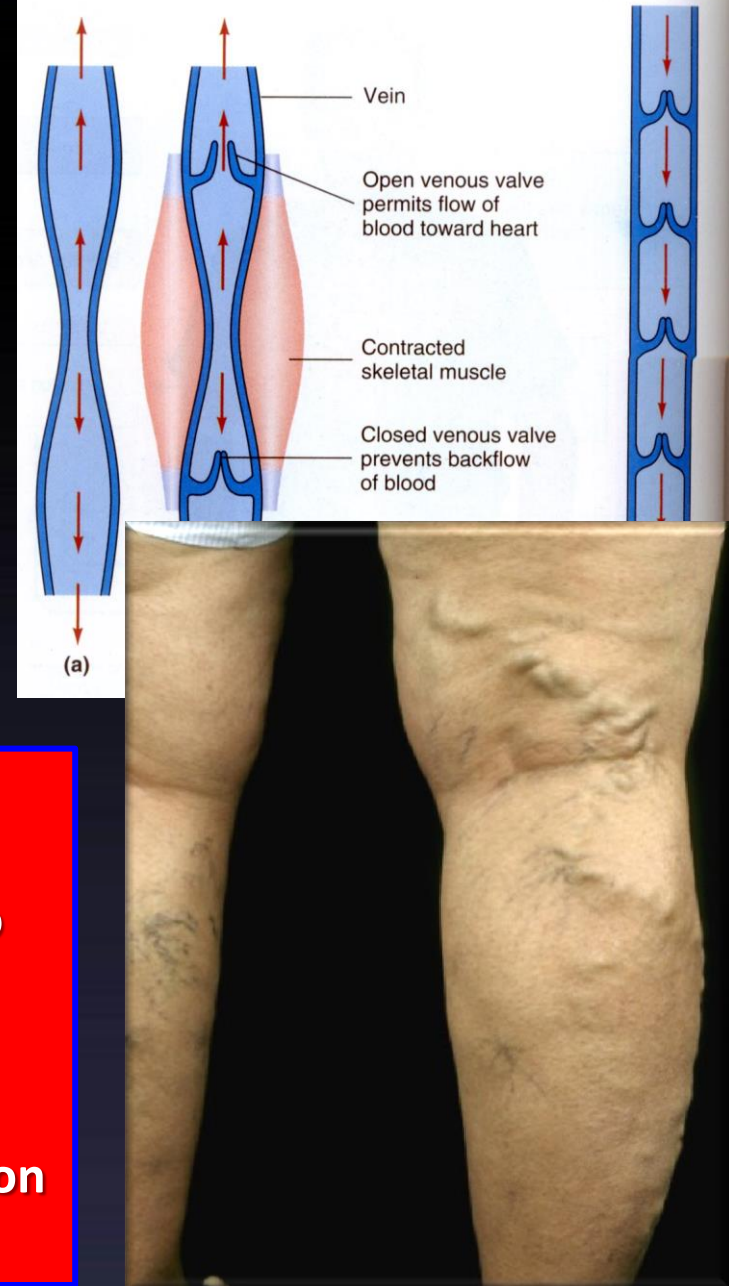 Vein
Open venous valve
permits flow of
blood toward heart
Contracted
skeletal muscle
Closed venous valve
prevents backflow
of blood
(a)
on